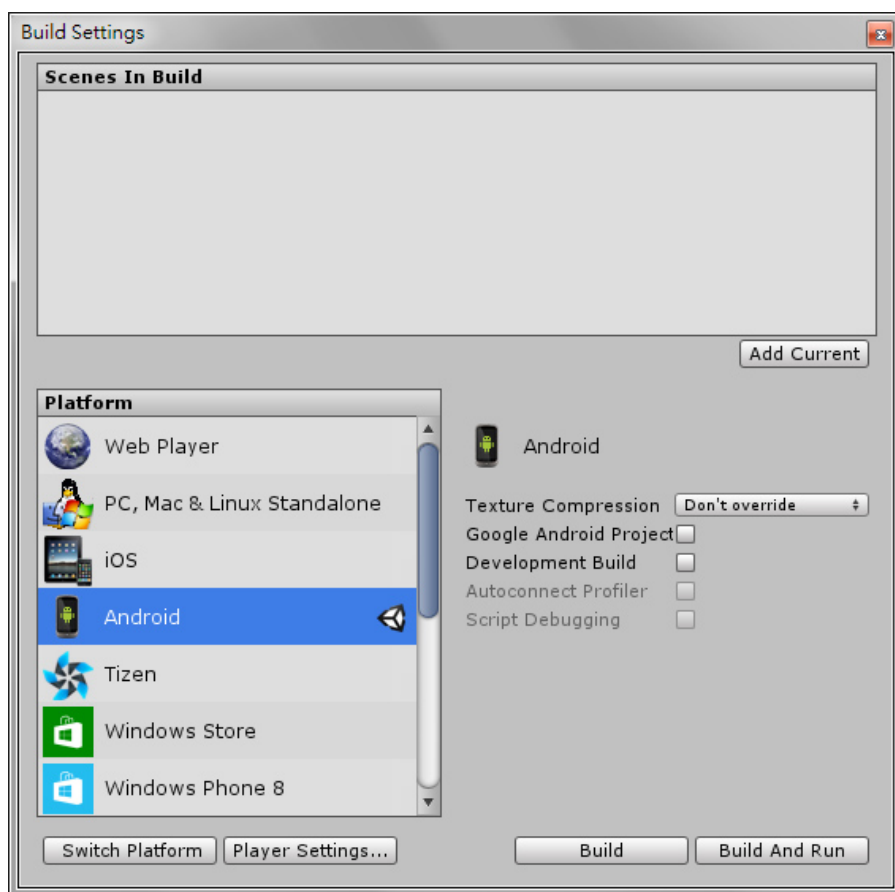 Build Settings
Scenes In Build
Add Current
Platform
Web Player
PC, Mac & Linux Standalone
iOS
Android
Tizen
Windows Store
Windows Phone 8
Android
Texture Compression Don't override
Google Android Project
Development Build
Autoconnect Profiler
Script Debugging
Switch Platform Player Settings... Build Build And Run